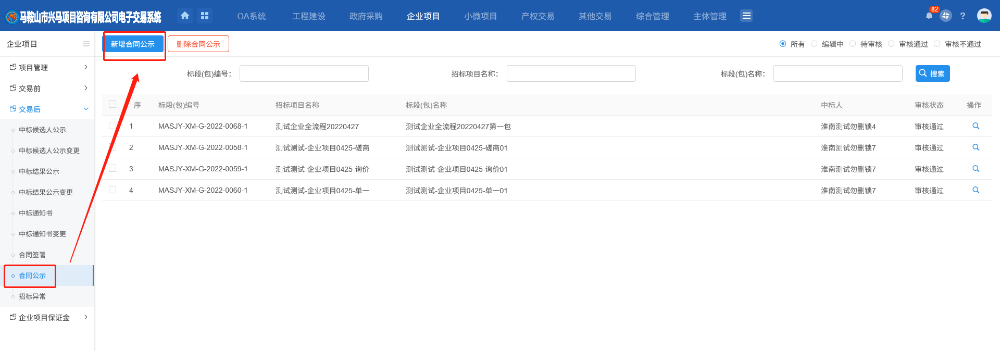 马鞍山市兴马项目咨询有限公司电子交易系统 OA系统 工程建设 政府采购 企业项目 小微项目 产权交易 其他交易 综合管理 主体管理 82 ?
企业项目
新增合同公示 删除合同公示 所有 编辑中 待审核 审核通过 审核不通过
项目管理
交易前
交易后
中标候选人公示
中标候选人公示变更
中标结果公示
中标结果公示变更
中标通知书
中标通知书变更
合同签署
合同公示
招标异常
企业项目保证金
标段(包)编号： 招标项目名称： 标段(包)名称： 搜索
序 标段(包)编号 招标项目名称 标段(包)名称 中标人 审核状态 操作
1 MASJY-XM-G-2022-0068-1 测试企业全流程20220427 测试企业全流程20220427第一包 淮南测试勿删锁4 审核通过
2 MASJY-XM-G-2022-0058-1 测试测试-企业项目0425-磋商 测试测试-企业项目0425-磋商01 淮南测试勿删锁7 审核通过
3 MASJY-XM-G-2022-0059-1 测试测试-企业项目0425-询价 测试测试-企业项目0425-询价01 淮南测试勿删锁7 审核通过
4 MASJY-XM-G-2022-0060-1 测试测试-企业项目0425-单一 测试测试-企业项目0425-单一01 淮南测试勿删锁7 审核通过